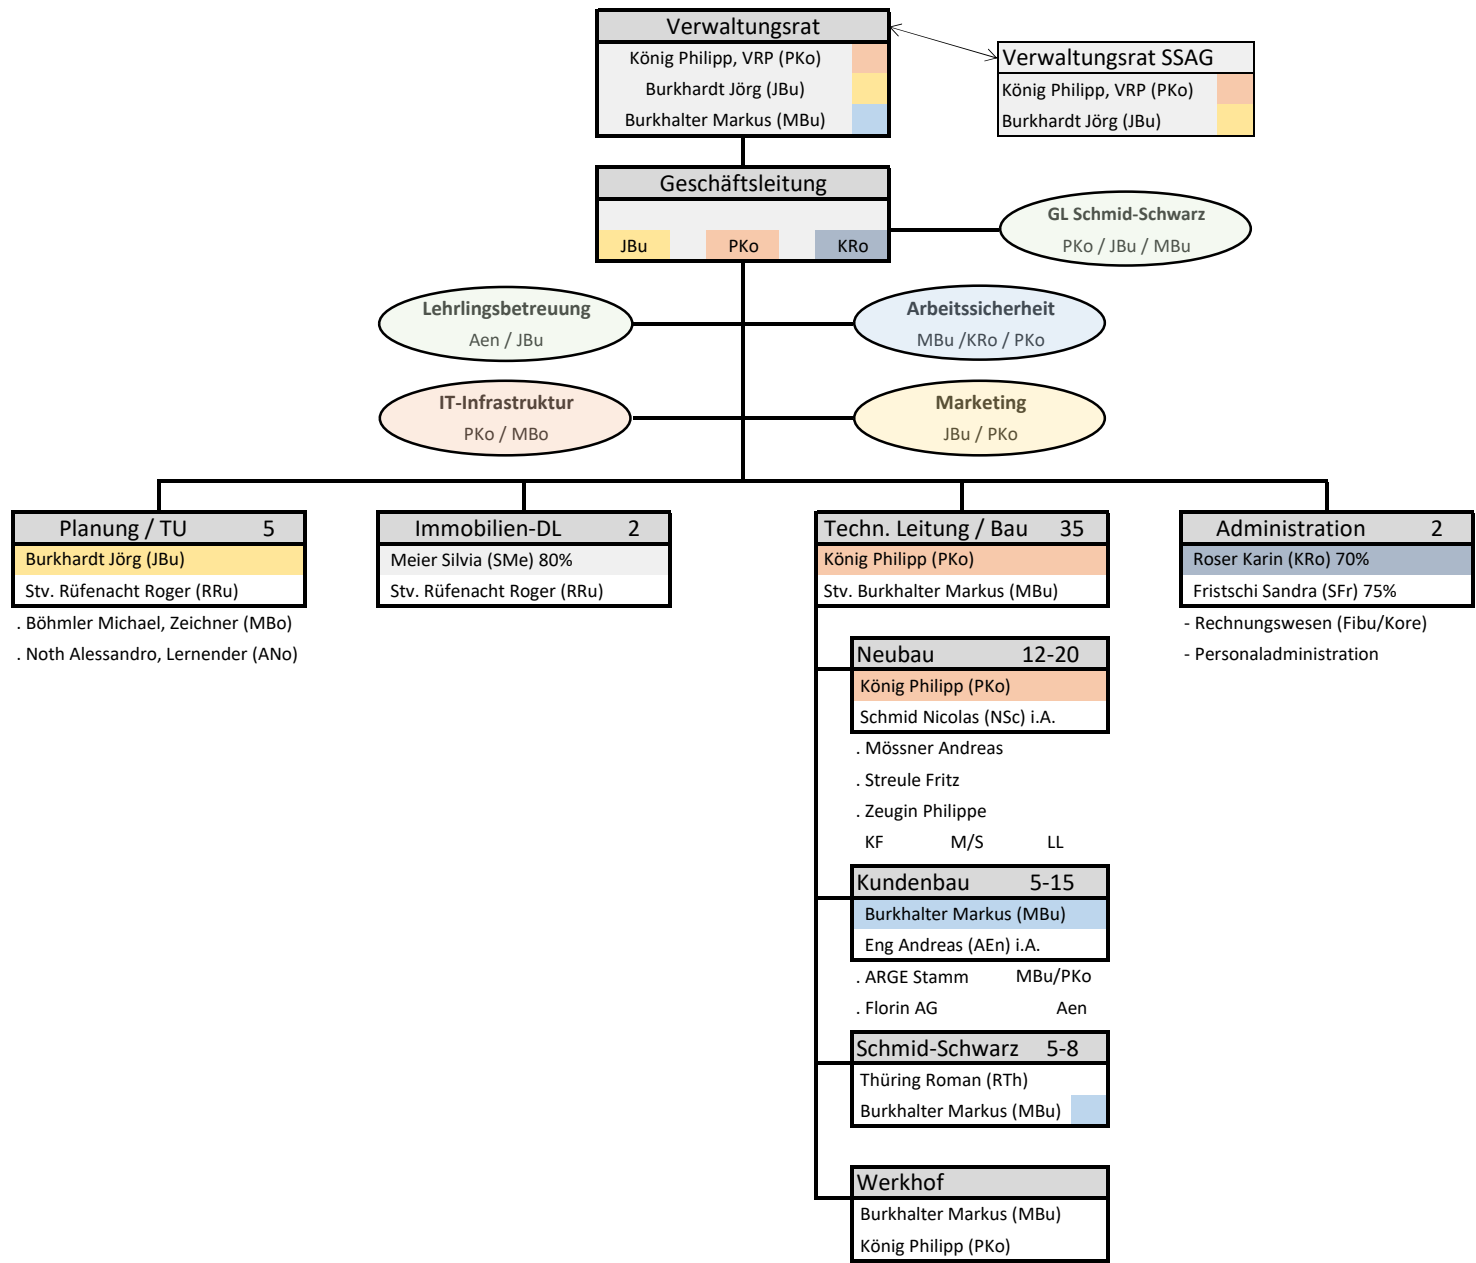 Verwaltungsrat
König Philipp, VRP (PKo)
Burkhardt Jörg (JBu)
Burkhalter Markus (MBu)
Verwaltungsrat SSAG
König Philipp, VRP (PKo)
Burkhardt Jörg (JBu)
Geschäftsleitung
JBu PKo KRo
GL Schmid-Schwarz
PKo / JBu / MBu
Lehrlingsbetreuung
Aen / JBu
Arbeitssicherheit
MBu /KRo / PKo
IT-Infrastruktur
PKo / MBo
Marketing
JBu / PKo
Planung / TU 5
Burkhardt Jörg (JBu)
Stv. Rüfenacht Roger (RRu)
. Böhmler Michael, Zeichner (MBo)
. Noth Alessandro, Lernender (ANo)
Immobilien-DL 2
Meier Silvia (SMe) 80%
Stv. Rüfenacht Roger (RRu)
Techn. Leitung / Bau 35
König Philipp (PKo)
Stv. Burkhalter Markus (MBu)
Neubau 12-20
König Philipp (PKo)
Schmid Nicolas (NSc) i.A.
. Mössner Andreas
. Streule Fritz
. Zeugin Philippe
KF M/S LL
Kundenbau 5-15
Burkhalter Markus (MBu)
Eng Andreas (AEn) i.A.
. ARGE Stamm MBu/PKo
. Florin AG Aen
Schmid-Schwarz 5-8
Thüring Roman (RTh)
Burkhalter Markus (MBu)
Werkhof
Burkhalter Markus (MBu)
König Philipp (PKo)
Administration 2
Roser Karin (KRo) 70%
Fristschi Sandra (SFr) 75%
- Rechnungswesen (Fibu/Kore)
- Personaladministration